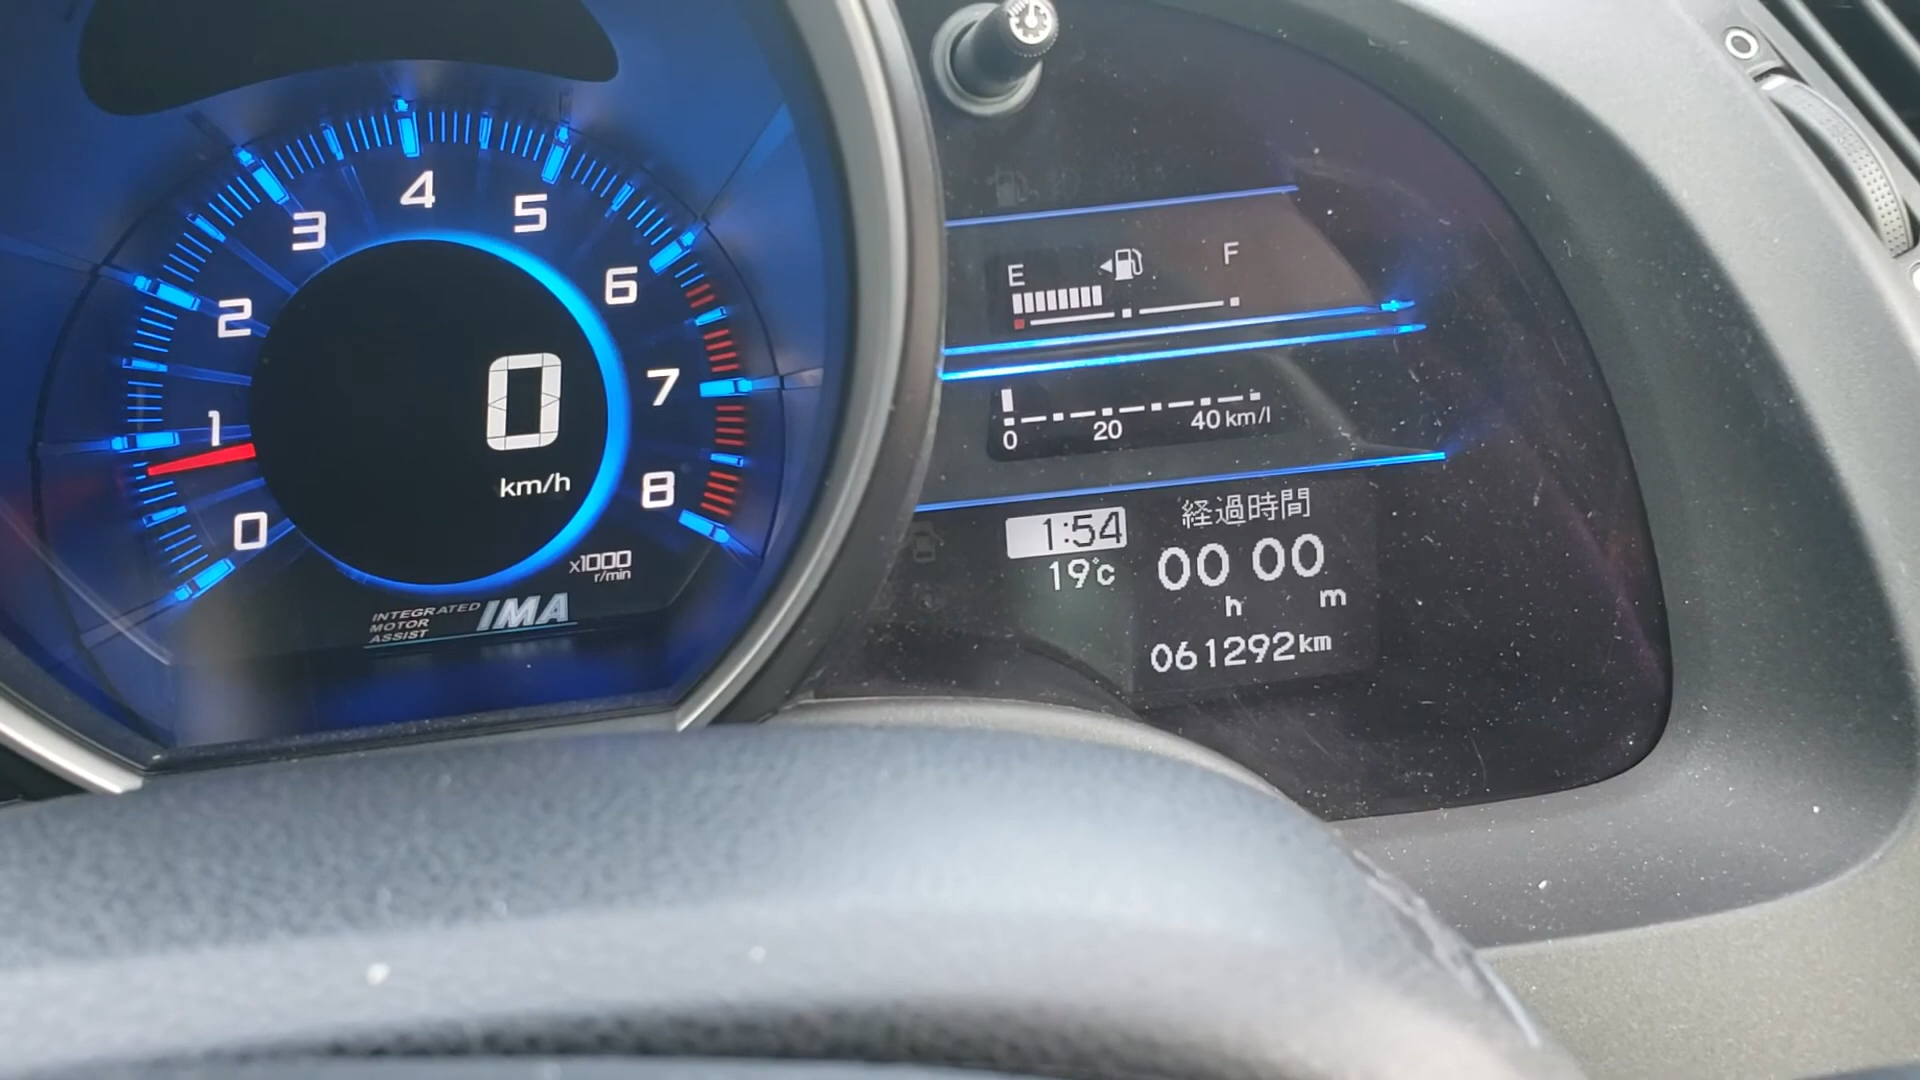 0
1
2
3
4
5
6
7
8
0
km/h
x1000
r/min
INTEGRATED
MOTOR
ASSIST
IMA
E
F
0
20
40 km/l
1:54
19°c
経過時間
00 00
h m
061292km